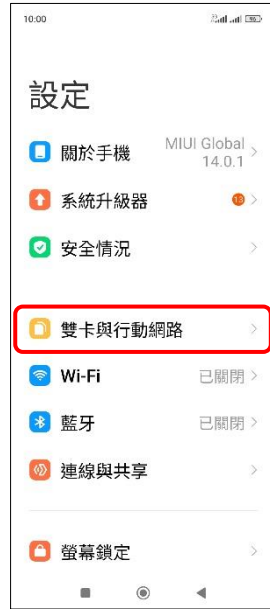 10:00
設定
關於手機
MIUI Global
14.0.1
系統升級器
13
安全情況
雙卡與行動網路
Wi-Fi
已關閉
藍牙
已關閉
連線與共享
螢幕鎖定